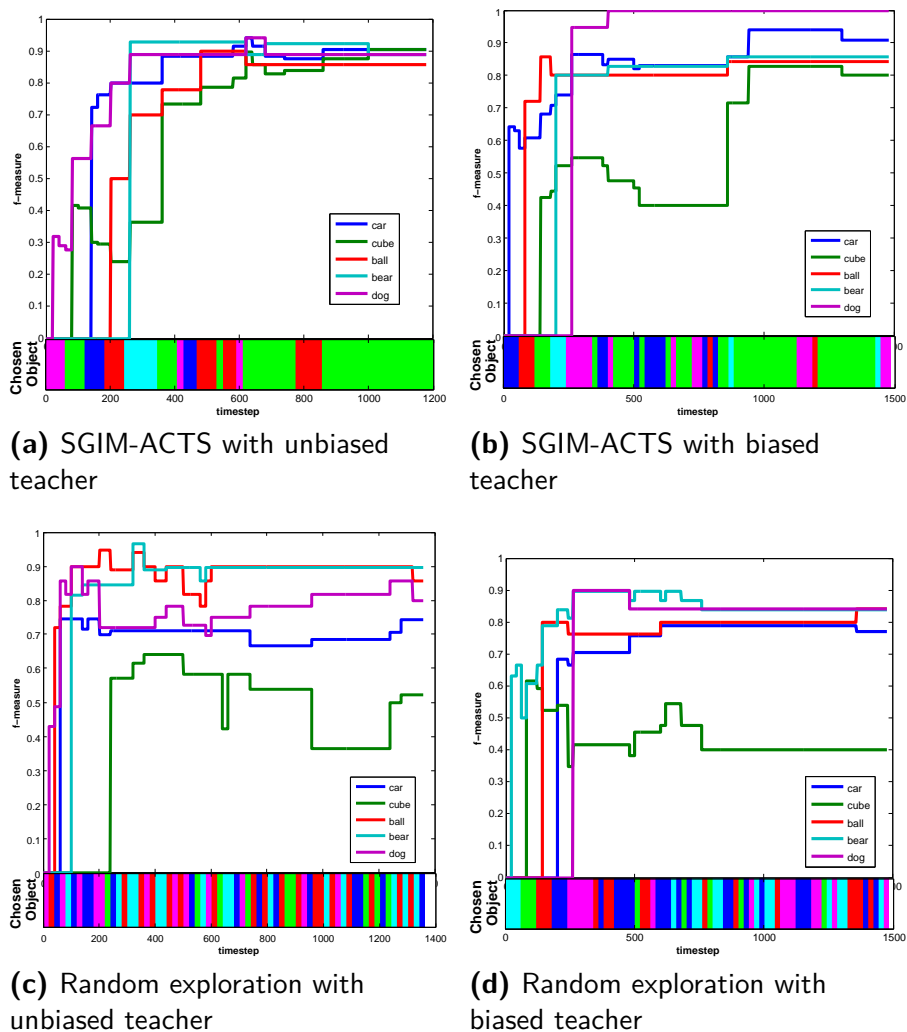 1
0.9
0.8
0.7
0.6
0.5
0.4
0.3
0.2
0.1
0
f-measure
car
cube
ball
bear
dog
Chosen
Object
0 200 400 600 800 1000 1200
timestep
(a) SGIM-ACTS with unbiased
teacher
1
0.9
0.8
0.7
0.6
0.5
0.4
0.3
0.2
0.1
0
f-measure
car
cube
ball
bear
dog
00
Chosen
Object
0 500 1000 1500
timestep
(b) SGIM-ACTS with biased
teacher
1
0.9
0.8
0.7
0.6
0.5
0.4
0.3
0.2
0.1
0
f-measure
car
cube
ball
bear
dog
Chosen
Object
0 200 400 600 800 1000 1200 1400
timestep
(c) Random exploration with
unbiased teacher
1
0.9
0.8
0.7
0.6
0.5
0.4
0.3
0.2
0.1
0
f-measure
car
cube
ball
bear
dog
00
Chosen
Object
0 500 1000 1500
timestep
(d) Random exploration with
biased teacher